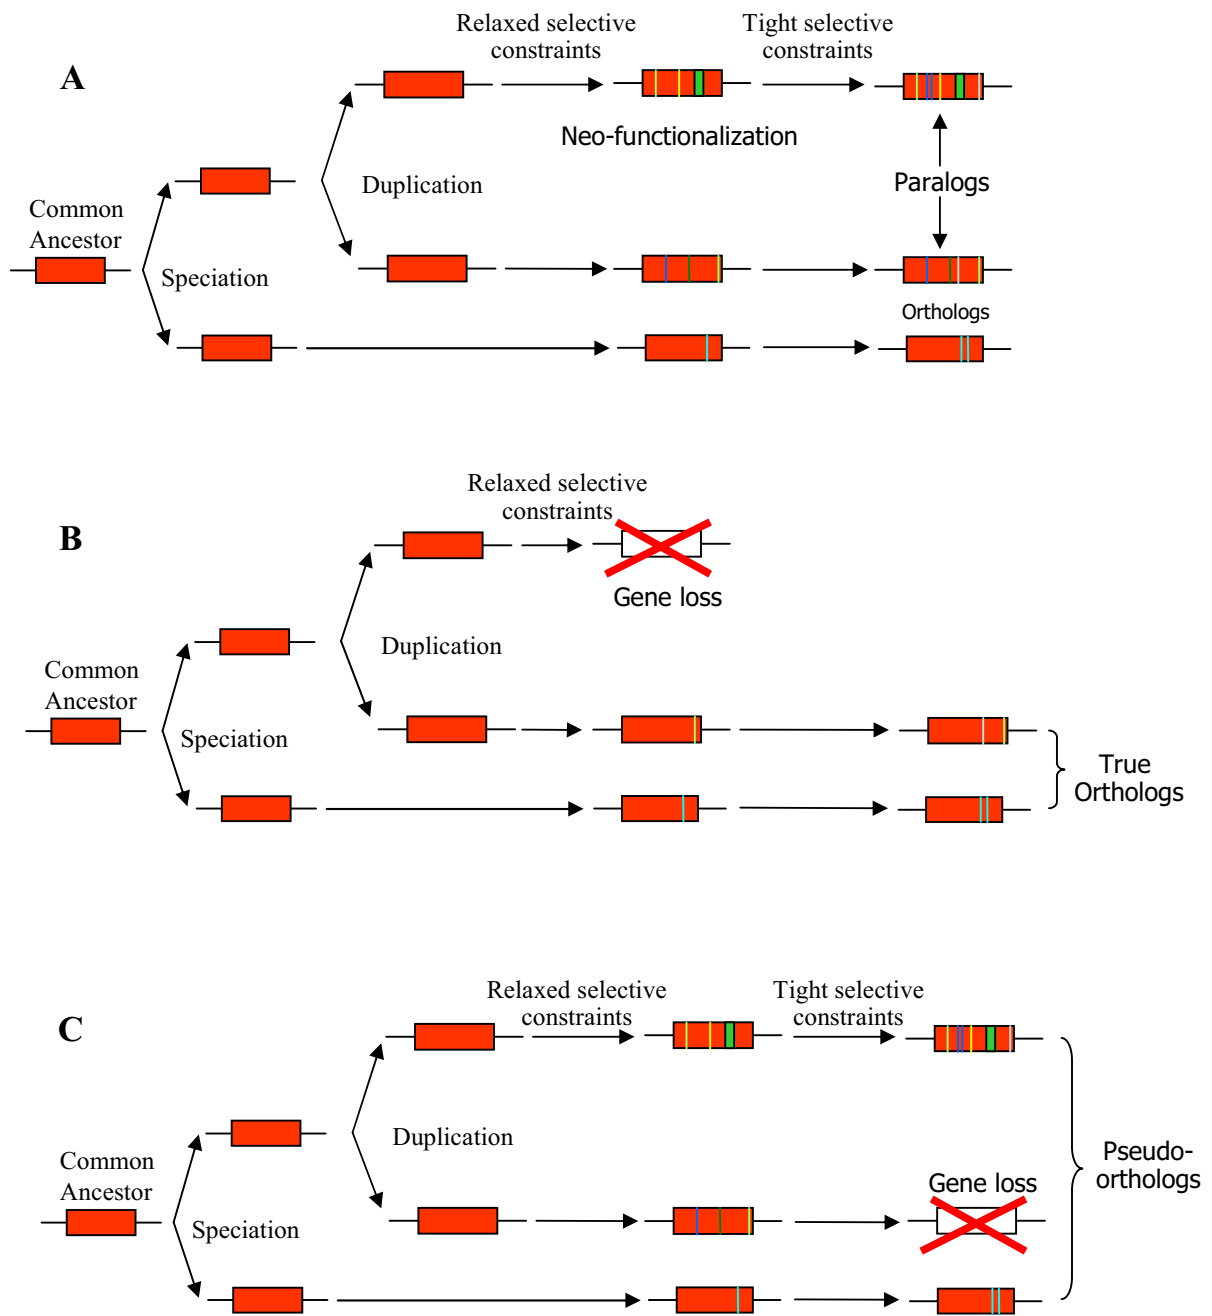 A
Relaxed selective
constraints
Tight selective
constraints
Neo-functionalization
Duplication
Paralogs
Common
Ancestor
Speciation
Orthologs
B
Relaxed selective
constraints
Gene loss
Duplication
Common
Ancestor
Speciation
True
Orthologs
C
Relaxed selective
constraints
Tight selective
constraints
Duplication
Common
Ancestor
Speciation
Gene loss
Pseudo-
orthologs